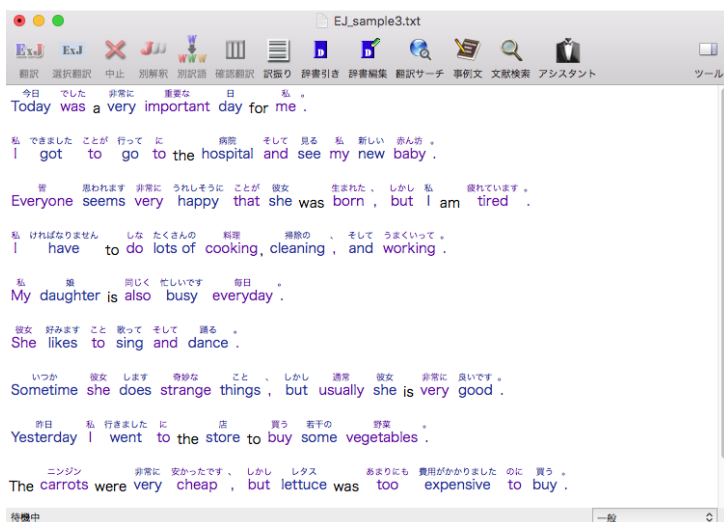 EJ_sample3.txt
ExJ ExJ W W W W D D
翻訳 選択翻訳 中止 別解釈 別訳語 確認翻訳 訳振り 辞書引き 辞書編集 翻訳サーチ 事例文 文献検索 アシスタント ツール
今日 でした 非常に 重要な 日 私 。
Today was a very important day for me .
私 できました ことが 行って に 病院 そして 見る 私 新しい 赤ん坊 。
I got to go to the hospital and see my new baby .
皆 思われます 非常に うれしそうに ことが 彼女 生まれた 、 しかし 私 疲れています 。
Everyone seems very happy that she was born , but I am tired .
私 ければなりません しな たくさんの 料理 掃除の 、 そして うまくいって 。
I have to do lots of cooking, cleaning , and working .
私 娘 同じく 忙しいです 毎日 。
My daughter is also busy everyday .
彼女 好みます こと 歌って そして 踊る 。
She likes to sing and dance .
いつか 彼女 します 奇妙な こと 、 しかし 通常 彼女 非常に 良いです 。
Sometime she does strange things , but usually she is very good .
昨日 私 行きました に 店 買う 若干の 野菜 。
Yesterday I went to the store to buy some vegetables .
ニンジン 非常に 安かったです 、 しかし レタス あまりにも 費用がかかりました のに 買う 。
The carrots were very cheap , but lettuce was too expensive to buy .
待機中 一般